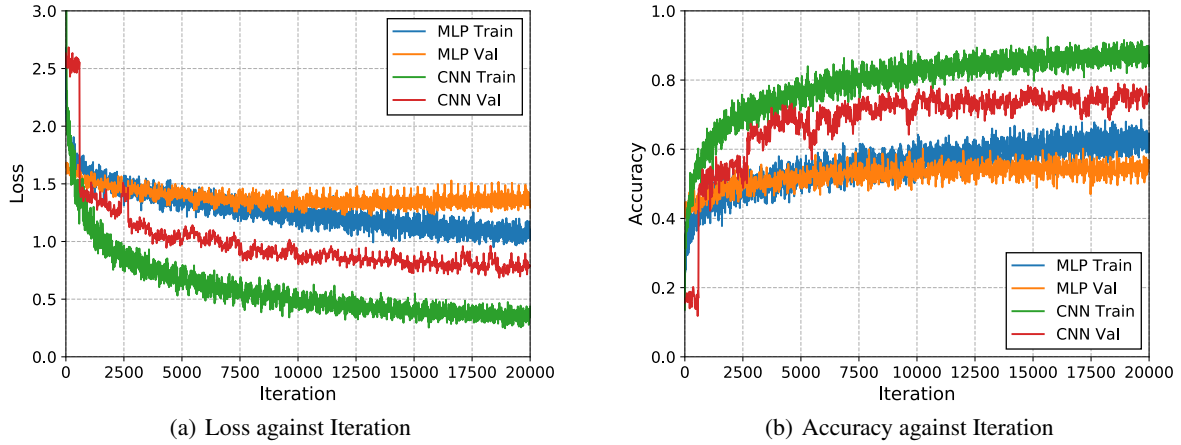 3.0
2.5
2.0
1.5
1.0
0.5
0.0
Loss
MLP Train
MLP Val
CNN Train
CNN Val
0 2500 5000 7500 10000 12500 15000 17500 20000
Iteration
(a) Loss against Iteration
1.0
0.8
0.6
0.4
0.2
0.0
Accuracy
MLP Train
MLP Val
CNN Train
CNN Val
0 2500 5000 7500 10000 12500 15000 17500 20000
Iteration
(b) Accuracy against Iteration